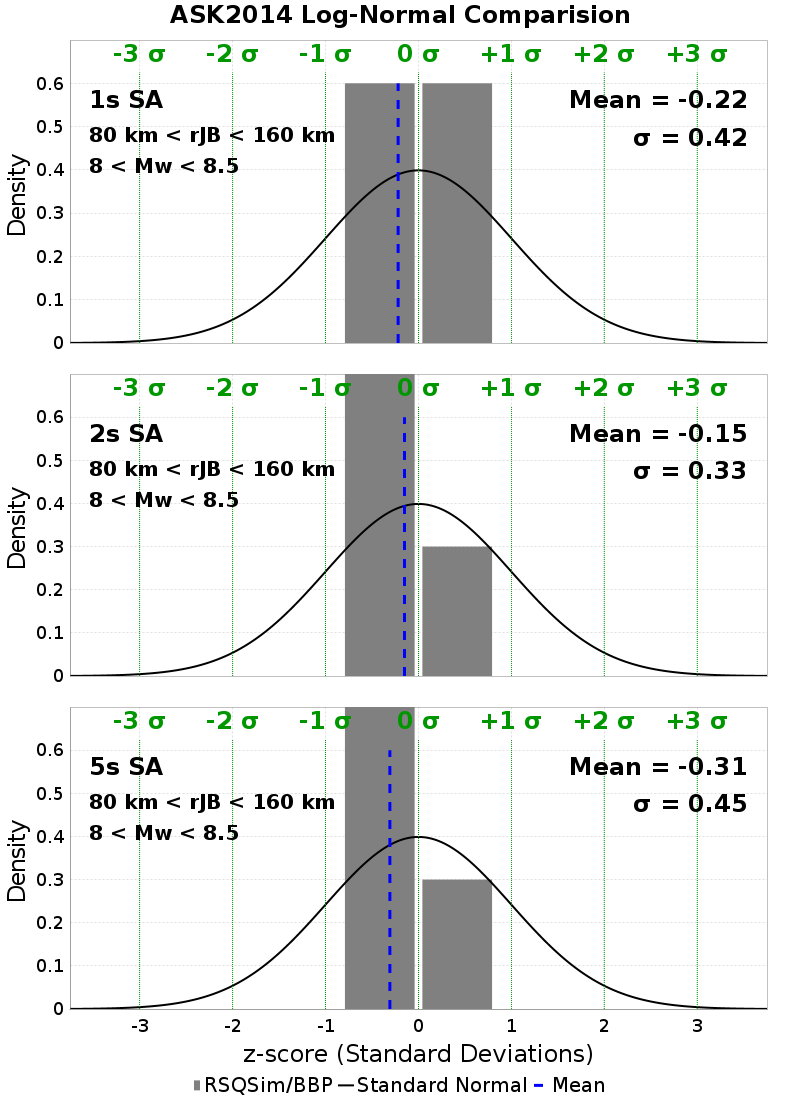 ASK2014 Log-Normal Comparision
-3 σ -2 σ -1 σ 0 σ +1 σ +2 σ +3 σ
0.6
1s SA Mean = -0.22
0.5
80 km < rJB < 160 km σ = 0.42
8 < Mw < 8.5
0.4
Density
0.3
0.2
0.1
0
-3 σ -2 σ -1 σ 0 σ +1 σ +2 σ +3 σ
0.6
2s SA Mean = -0.15
0.5
80 km < rJB < 160 km σ = 0.33
8 < Mw < 8.5
0.4
Density
0.3
0.2
0.1
0
-3 σ -2 σ -1 σ 0 σ +1 σ +2 σ +3 σ
0.6
5s SA Mean = -0.31
0.5
80 km < rJB < 160 km σ = 0.45
8 < Mw < 8.5
0.4
Density
0.3
0.2
0.1
0
-3 -2 -1 0 1 2 3
z-score (Standard Deviations)
RSQSim/BBP Standard Normal Mean